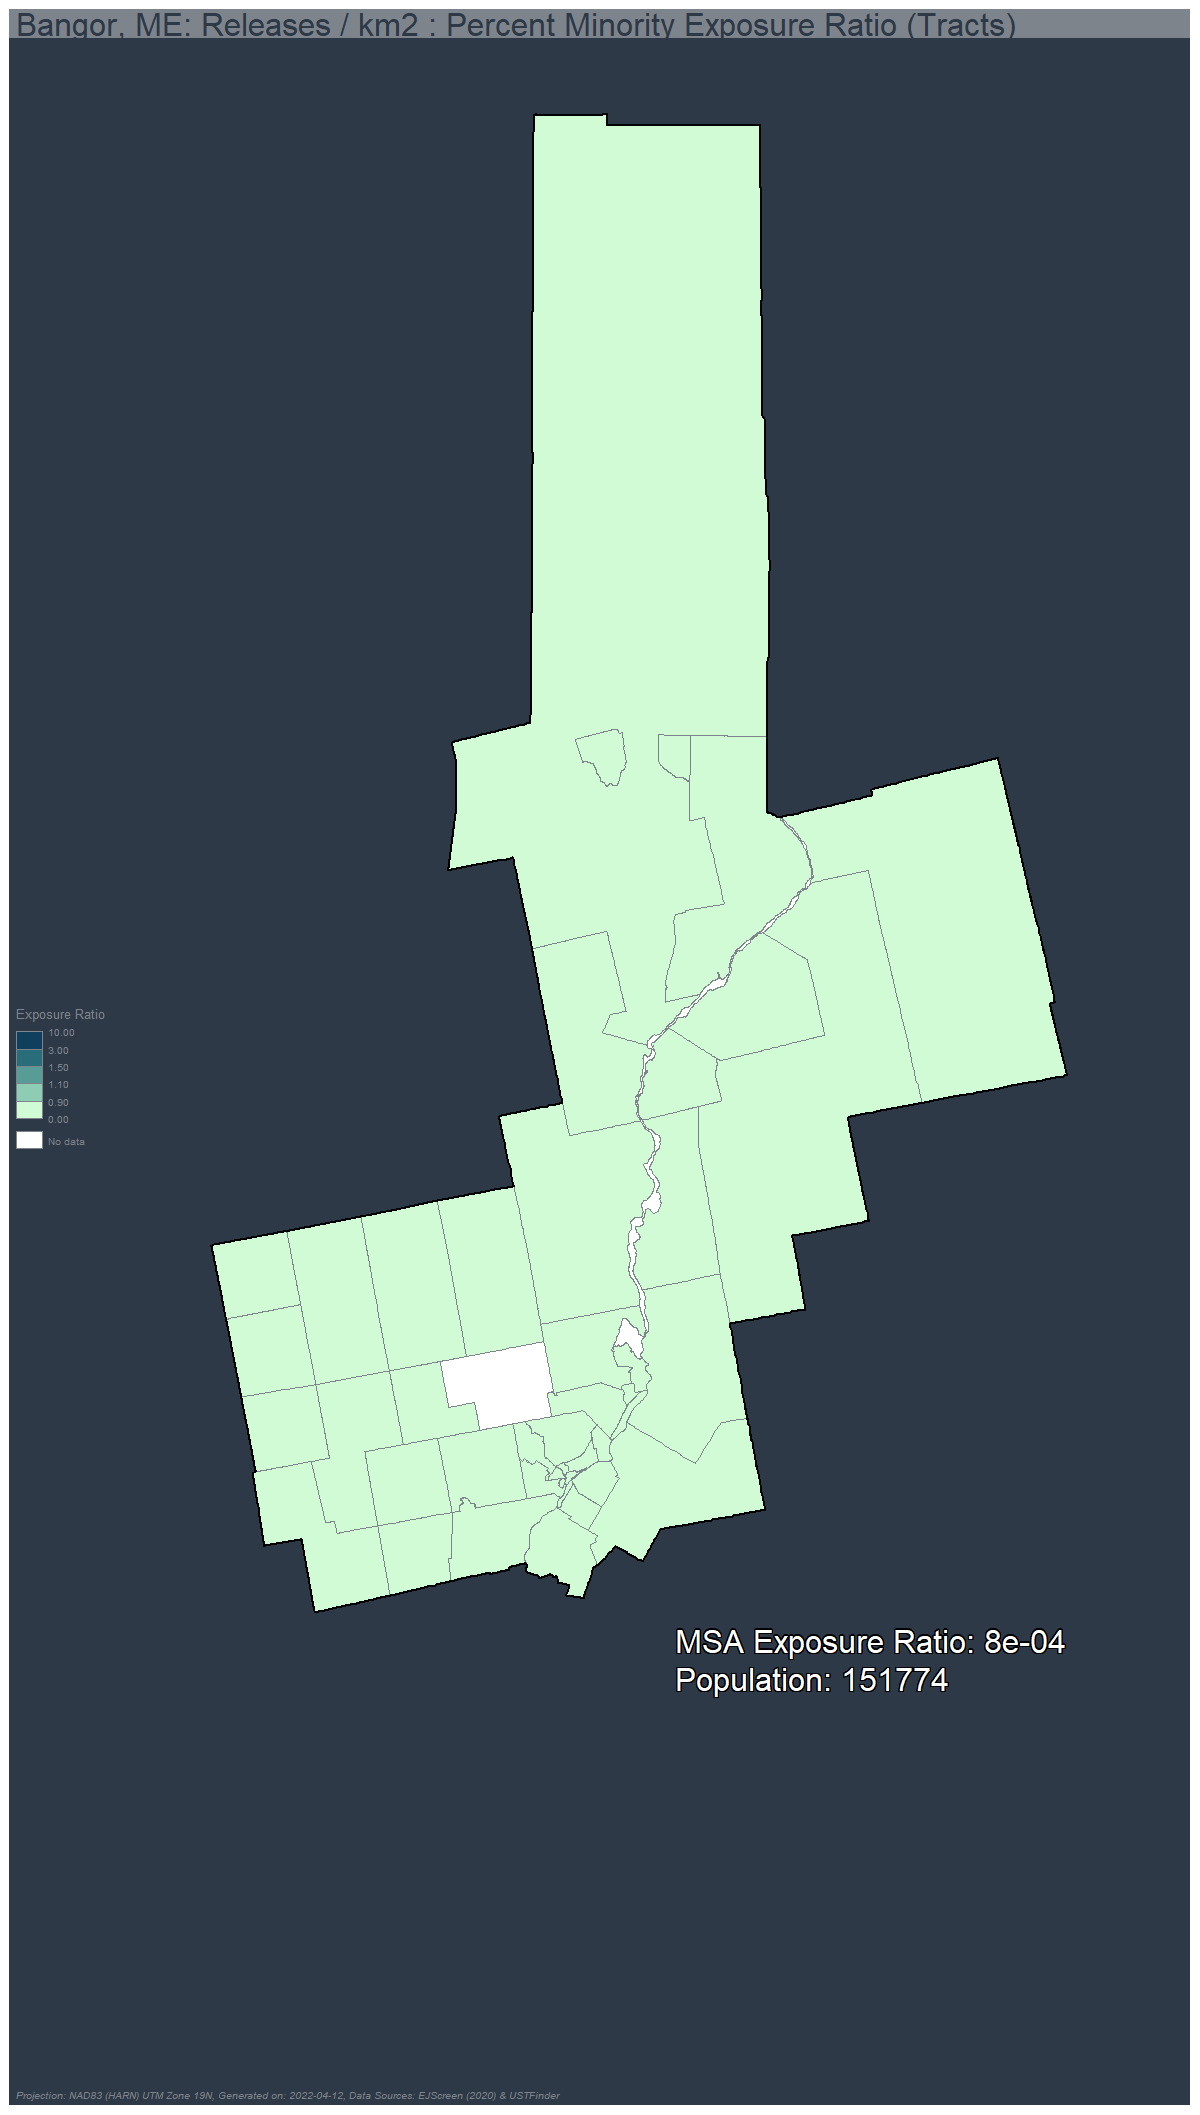 Bangor, ME: Releases / km2 : Percent Minority Exposure Ratio (Tracts)
Exposure Ratio
10.00
3.00
1.50
1.10
0.90
0.00
No data
MSA Exposure Ratio: 8e-04
Population: 151774
Projection: NAD83 (HARN) UTM Zone 19N, Generated on: 2022-04-12, Data Sources: EJScreen (2020) & USTFinder